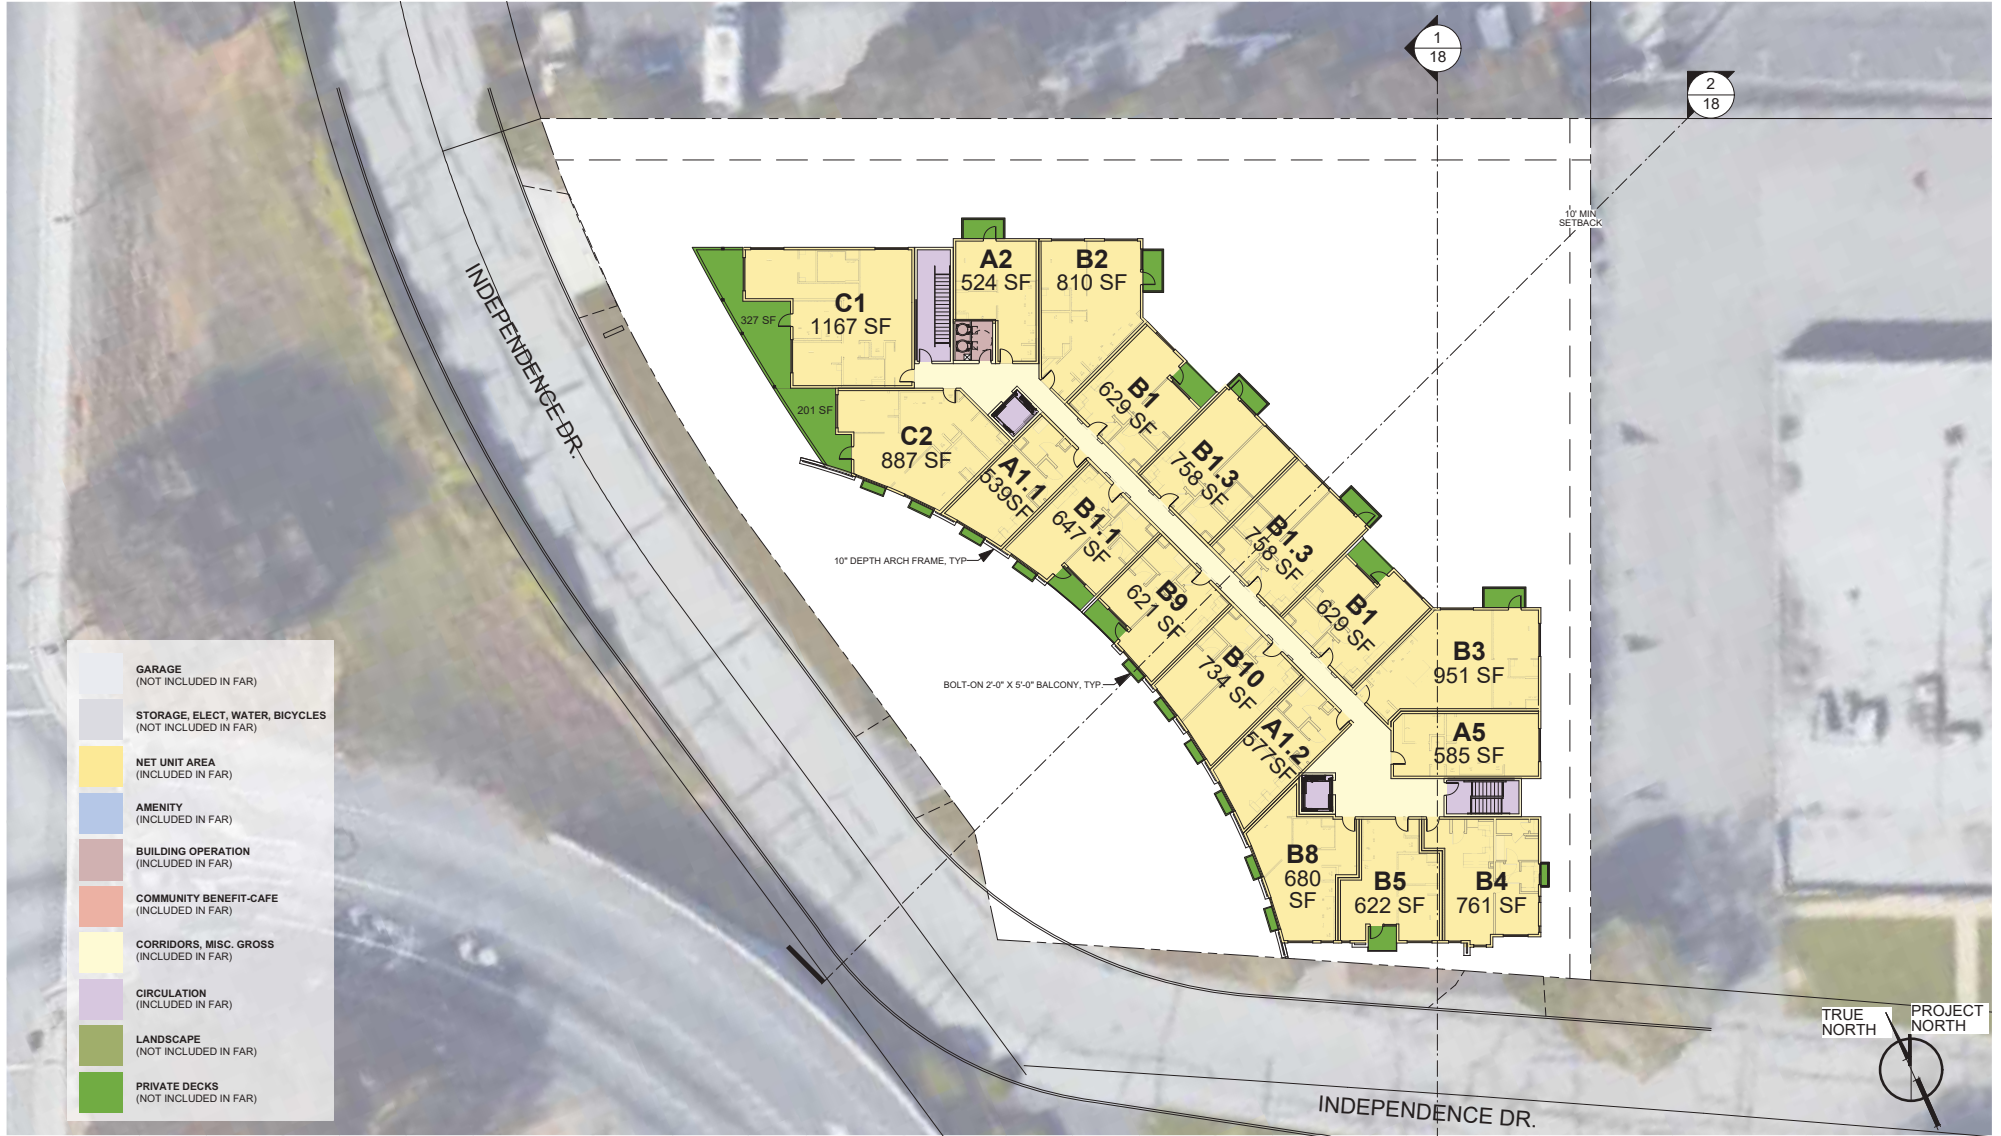 1
18
2
18
10' MIN
SETBACK
INDEPENDENCE DR.
A2
524 SF
B2
810 SF
C1
1167 SF
327 SF
201 SF
C2
887 SF
B1
629 SF
B1.3
758 SF
A1.1
539SF
B1.1
647 SF
B1.3
758 SF
10" DEPTH ARCH FRAME, TYP
B9
621 SF
B1
629 SF
B3
951 SF
B10
734 SF
BOLT-ON 2'-0" X 5'-0" BALCONY, TYP.
A1.2
577SF
A5
585 SF
B8
680
SF
B5
622 SF
B4
761 SF
GARAGE
(NOT INCLUDED IN FAR)
STORAGE, ELECT, WATER, BICYCLES
(NOT INCLUDED IN FAR)
NET UNIT AREA
(INCLUDED IN FAR)
AMENITY
(INCLUDED IN FAR)
BUILDING OPERATION
(INCLUDED IN FAR)
COMMUNITY BENEFIT-CAFE
(INCLUDED IN FAR)
CORRIDORS, MISC. GROSS
(INCLUDED IN FAR)
CIRCULATION
(INCLUDED IN FAR)
LANDSCAPE
(NOT INCLUDED IN FAR)
PRIVATE DECKS
(NOT INCLUDED IN FAR)
TRUE
NORTH
PROJECT
NORTH
INDEPENDENCE DR.